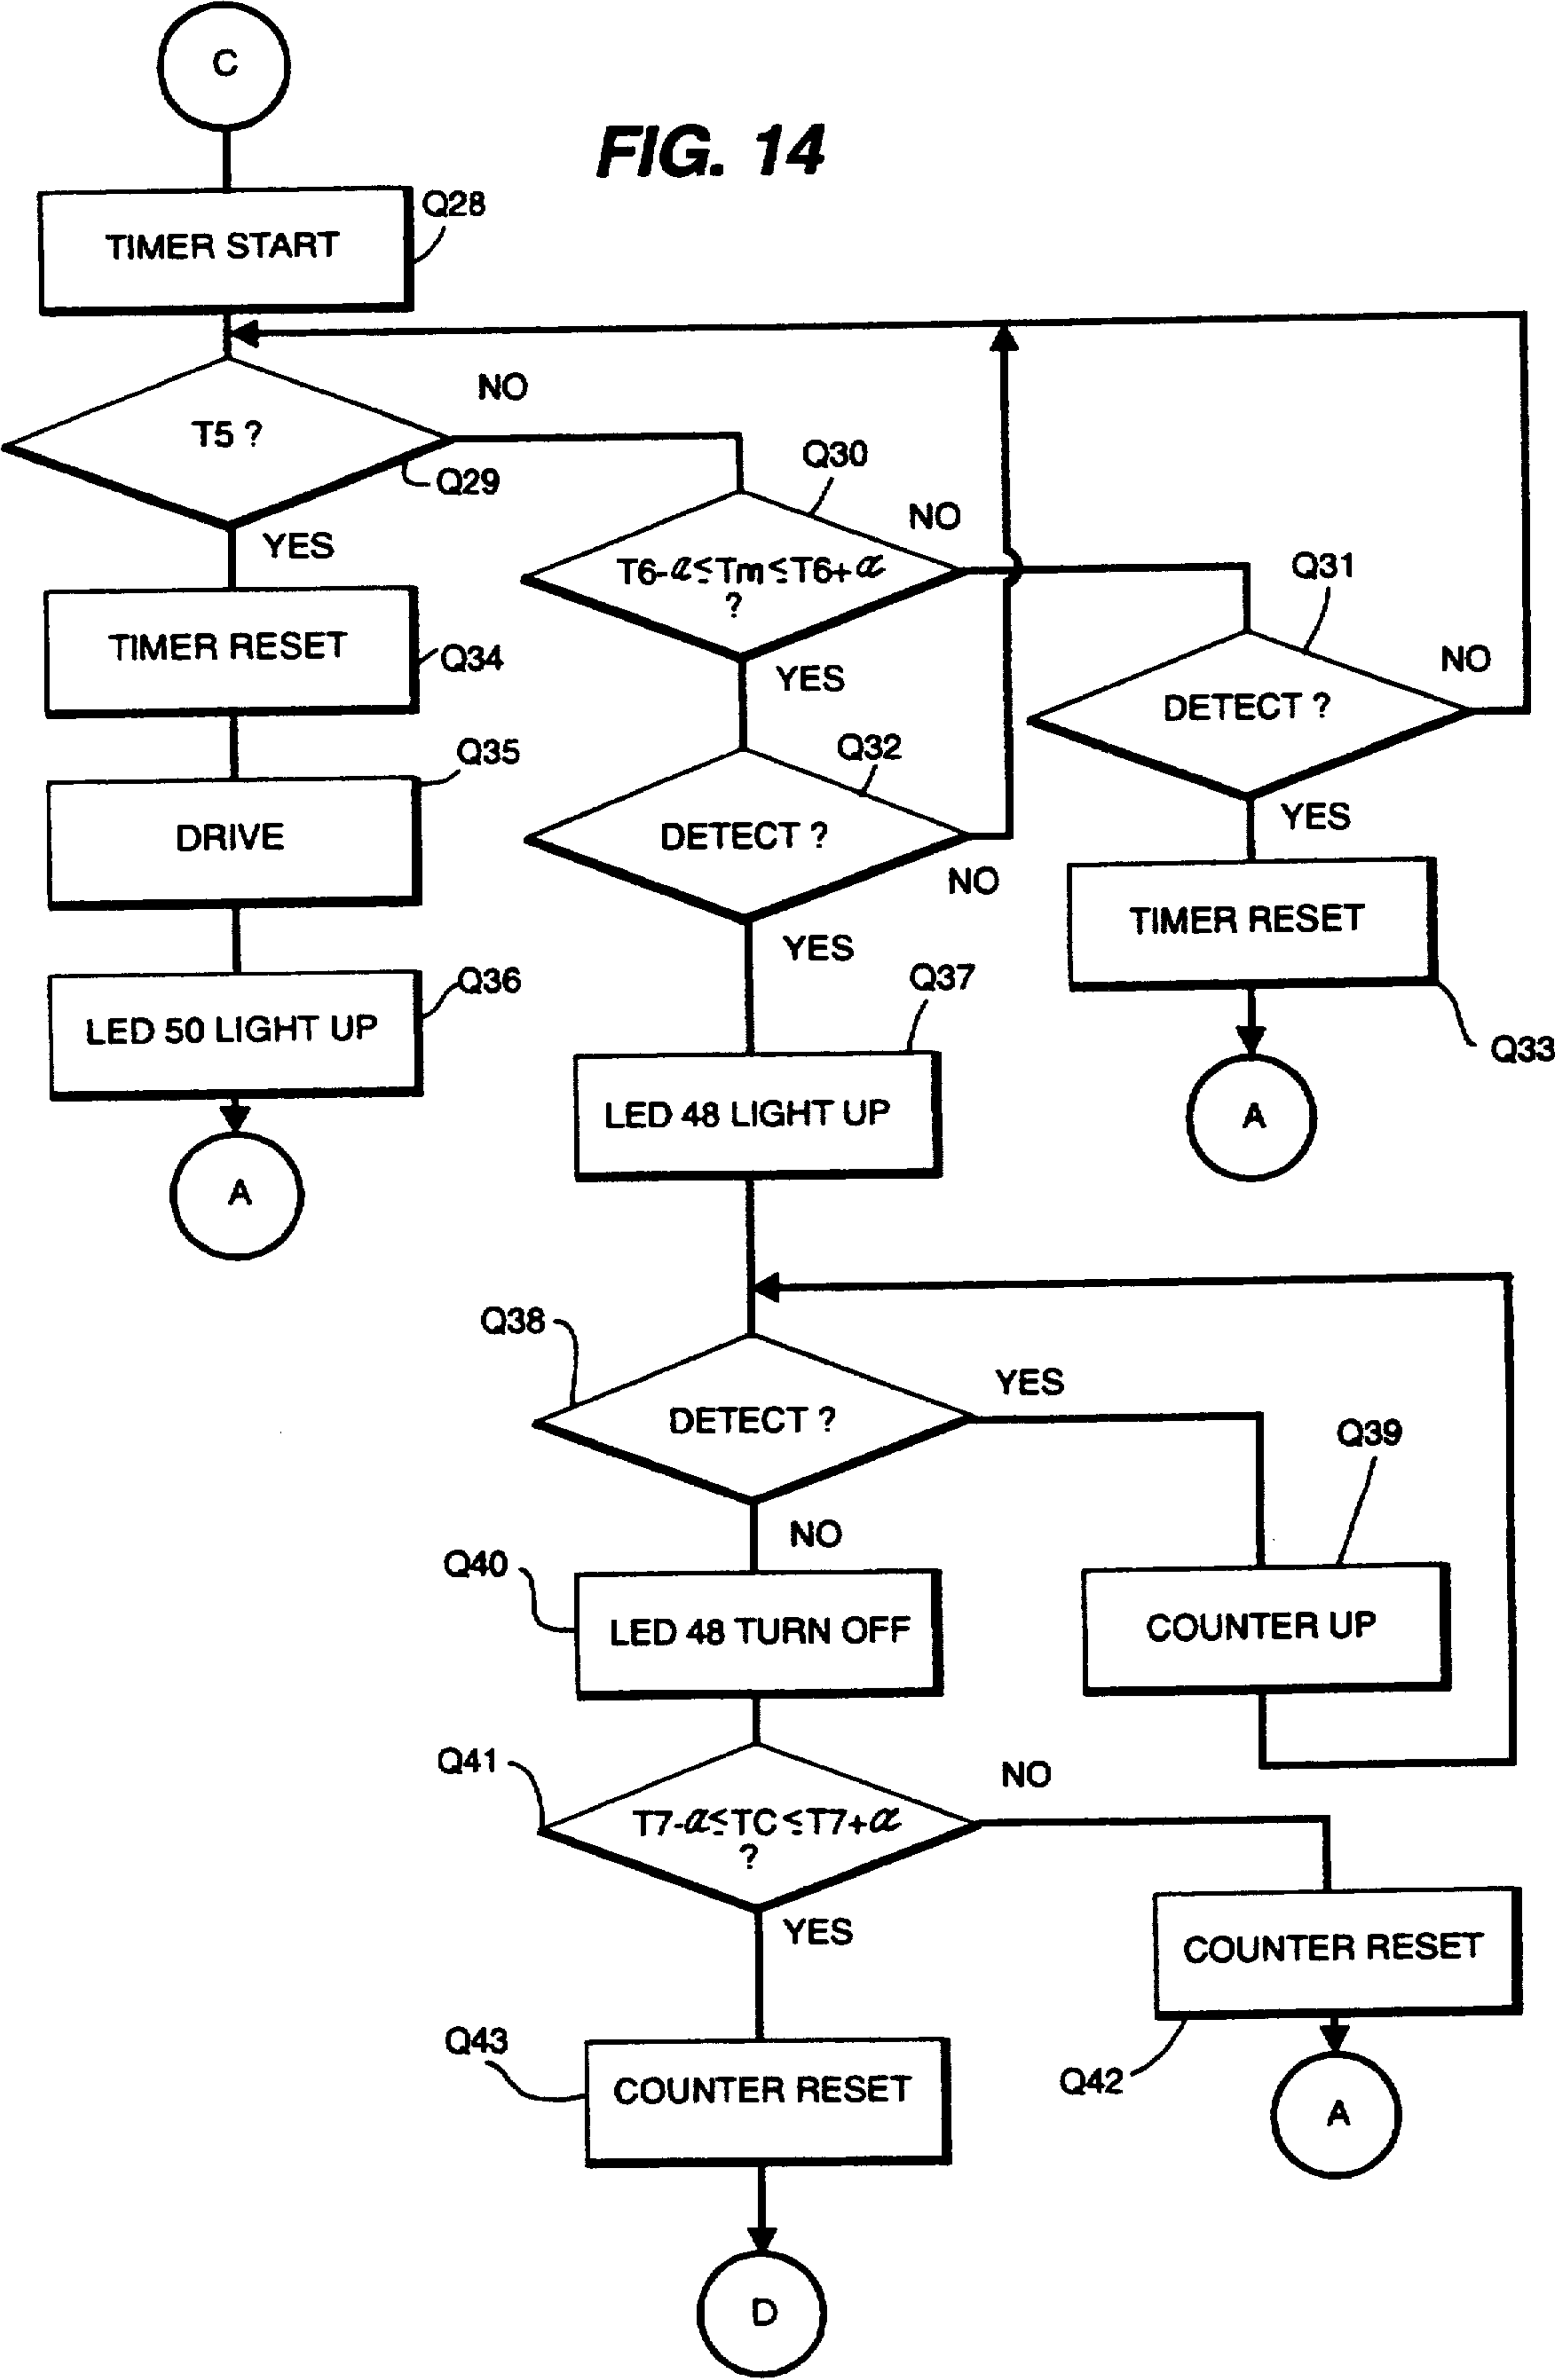 C
FIG. 14
Q28
TIMER START
NO
T5 ?
Q29
Q30
NO
YES
T6-α≤Tm≤T6+α
?
Q31
TIMER RESET
Q34
YES
NO
DETECT ?
Q35
Q32
DRIVE
DETECT ?
NO
YES
TIMER RESET
YES
Q36
LED 50 LIGHT UP
Q37
Q33
LED 48 LIGHT UP
A
A
Q38
YES
DETECT ?
Q39
NO
Q40
LED 48 TURN OFF
COUNTER UP
Q41
NO
T7-α≤TC≤T7+α
?
YES
COUNTER RESET
Q43
COUNTER RESET
Q42
A
D